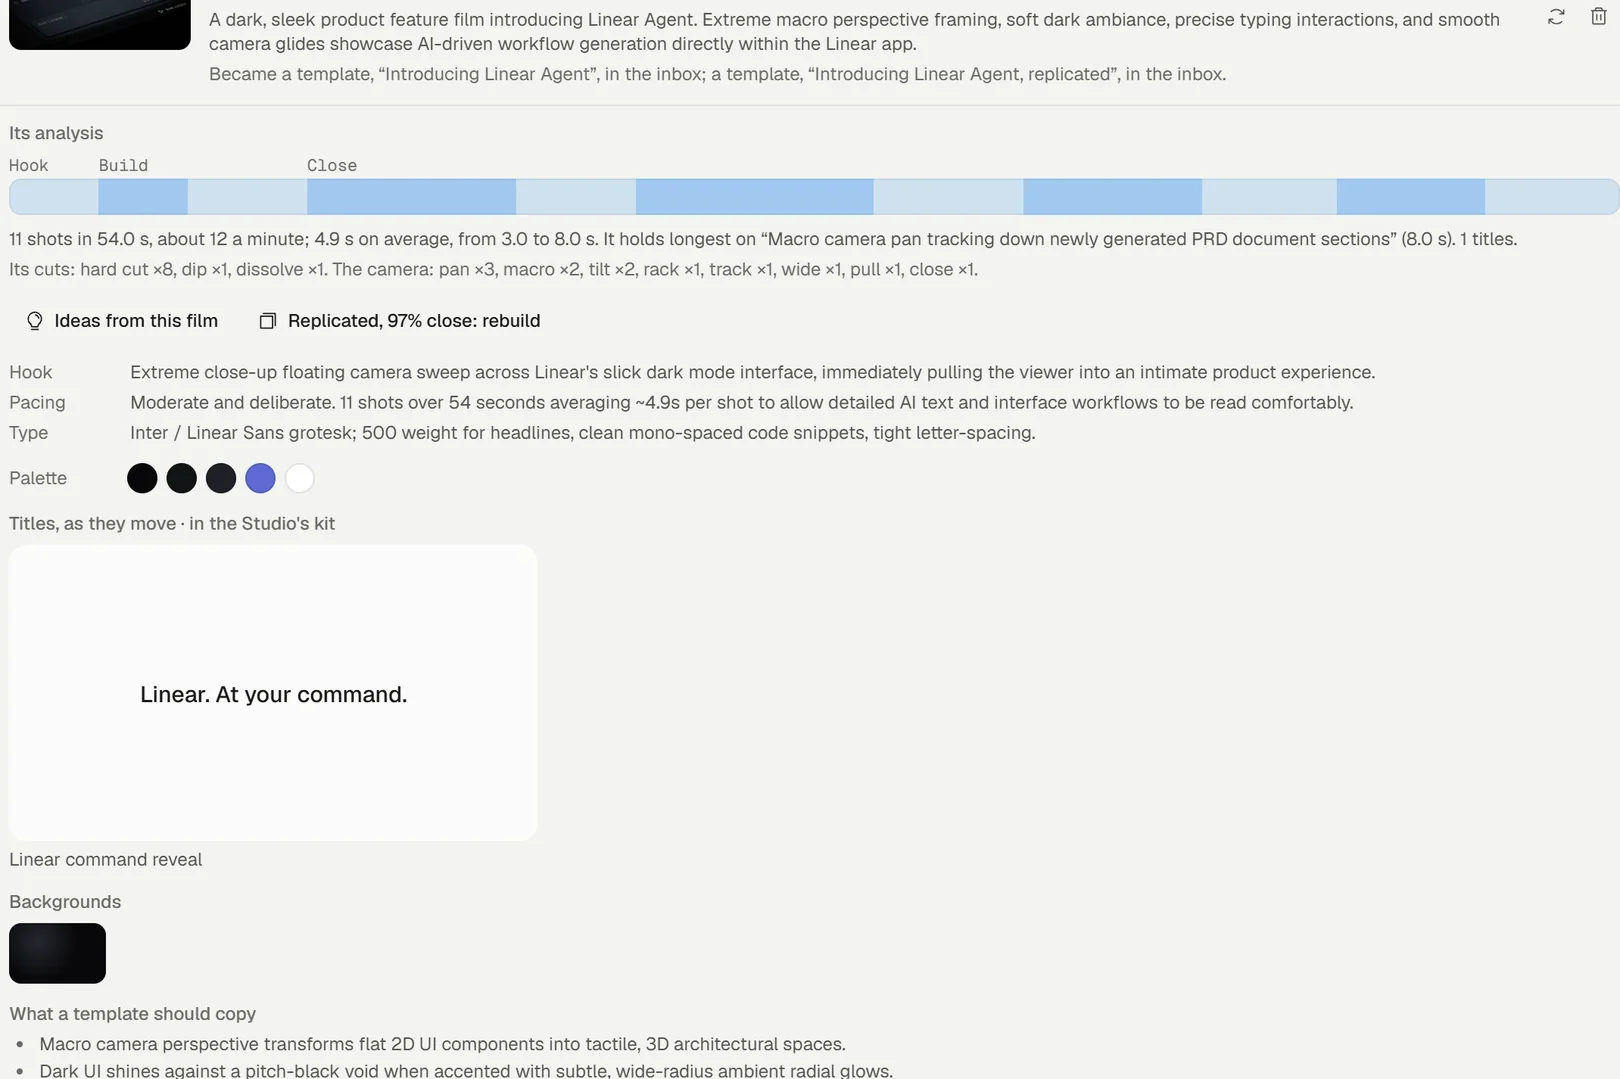 A dark, sleek product feature film introducing Linear Agent. Extreme macro perspective framing, soft dark ambiance, precise typing interactions, and smooth
camera glides showcase AI-driven workflow generation directly within the Linear app.
Became a template, “Introducing Linear Agent”, in the inbox; a template, “Introducing Linear Agent, replicated”, in the inbox.
Its analysis
Hook Build Close
11 shots in 54.0 s, about 12 a minute; 4.9 s on average, from 3.0 to 8.0 s. It holds longest on “Macro camera pan tracking down newly generated PRD document sections” (8.0 s). 1 titles.
Its cuts: hard cut ×8, dip ×1, dissolve ×1. The camera: pan ×3, macro ×2, tilt ×2, rack ×1, track ×1, wide ×1, pull ×1, close ×1.
Ideas from this film Replicated, 97% close: rebuild
Hook Extreme close-up floating camera sweep across Linear's slick dark mode interface, immediately pulling the viewer into an intimate product experience.
Pacing Moderate and deliberate. 11 shots over 54 seconds averaging ~4.9s per shot to allow detailed AI text and interface workflows to be read comfortably.
Type Inter / Linear Sans grotesk; 500 weight for headlines, clean mono-spaced code snippets, tight letter-spacing.
Palette
Titles, as they move · in the Studio's kit
Linear. At your command.
Linear command reveal
Backgrounds
What a template should copy
• Macro camera perspective transforms flat 2D UI components into tactile, 3D architectural spaces.
• Dark UI shines against a pitch-black void when accented with subtle, wide-radius ambient radial glows.